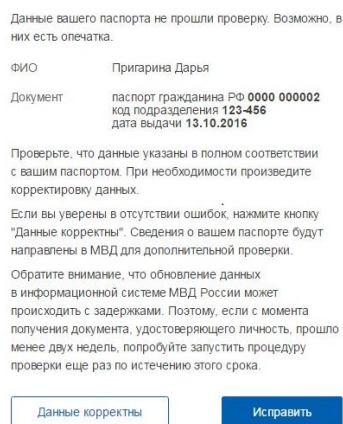 Данные вашего паспорта не прошли проверку. Возможно, в
них есть опечатка.
ФИО Пригарина Дарья
Документ паспорт гражданина РФ 0000 000002
код подразделения 123-456
дата выдачи 13.10.2016
Проверьте, что данные указаны в полном соответствии
с вашим паспортом. При необходимости произведите
корректировку данных.
Если вы уверены в отсутствии ошибок, нажмите кнопку
"Данные корректны". Сведения о вашем паспорте будут
направлены в МВД для дополнительной проверки.
Обратите внимание, что обновление данных
в информационной системе МВД России может
происходить с задержками. Поэтому, если с момента
получения документа, удостоверяющего личность, прошло
менее двух недель, попробуйте запустить процедуру
проверки еще раз по истечению этого срока.
Данные корректны Исправить